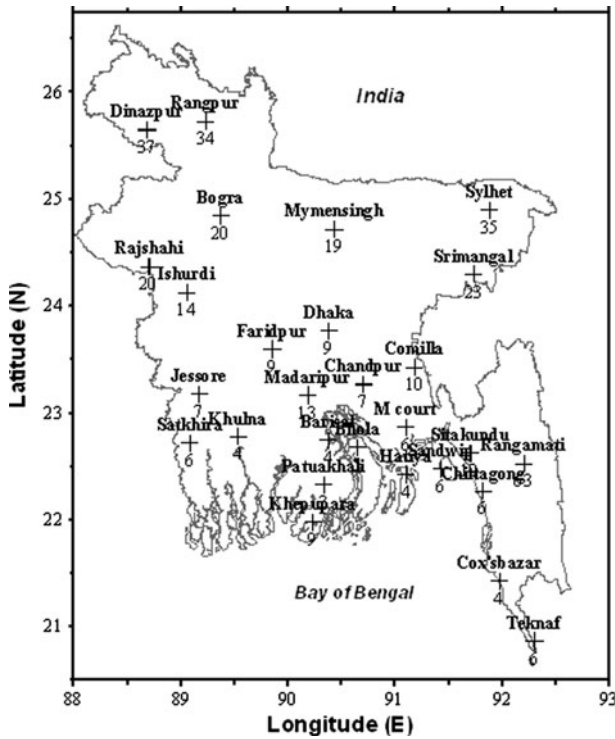 26
25
24
23
22
21
Latitude (N)
India
Dinazpur
37
Rangpur
34
Bogra
20
Mymensingh
19
Sylhet
35
Rajshahi
20
Ishurdi
14
Srimangal
23
Dhaka
9
Faridpur
9
Comilla
10
Chandpur
7
Jessore
7
Madaripur
13
Satkhira
6
Khulna
4
Barisal
4
Bhola
M court
6
Hatiya
4
Sandwip
6
Sitakundu
Rangamati
Chittagong
6
Patuakhali
Khepupara
9
Cox'sbazar
4
Teknaf
6
Bay of Bengal
88
89
90
91
92
93
Longitude (E)